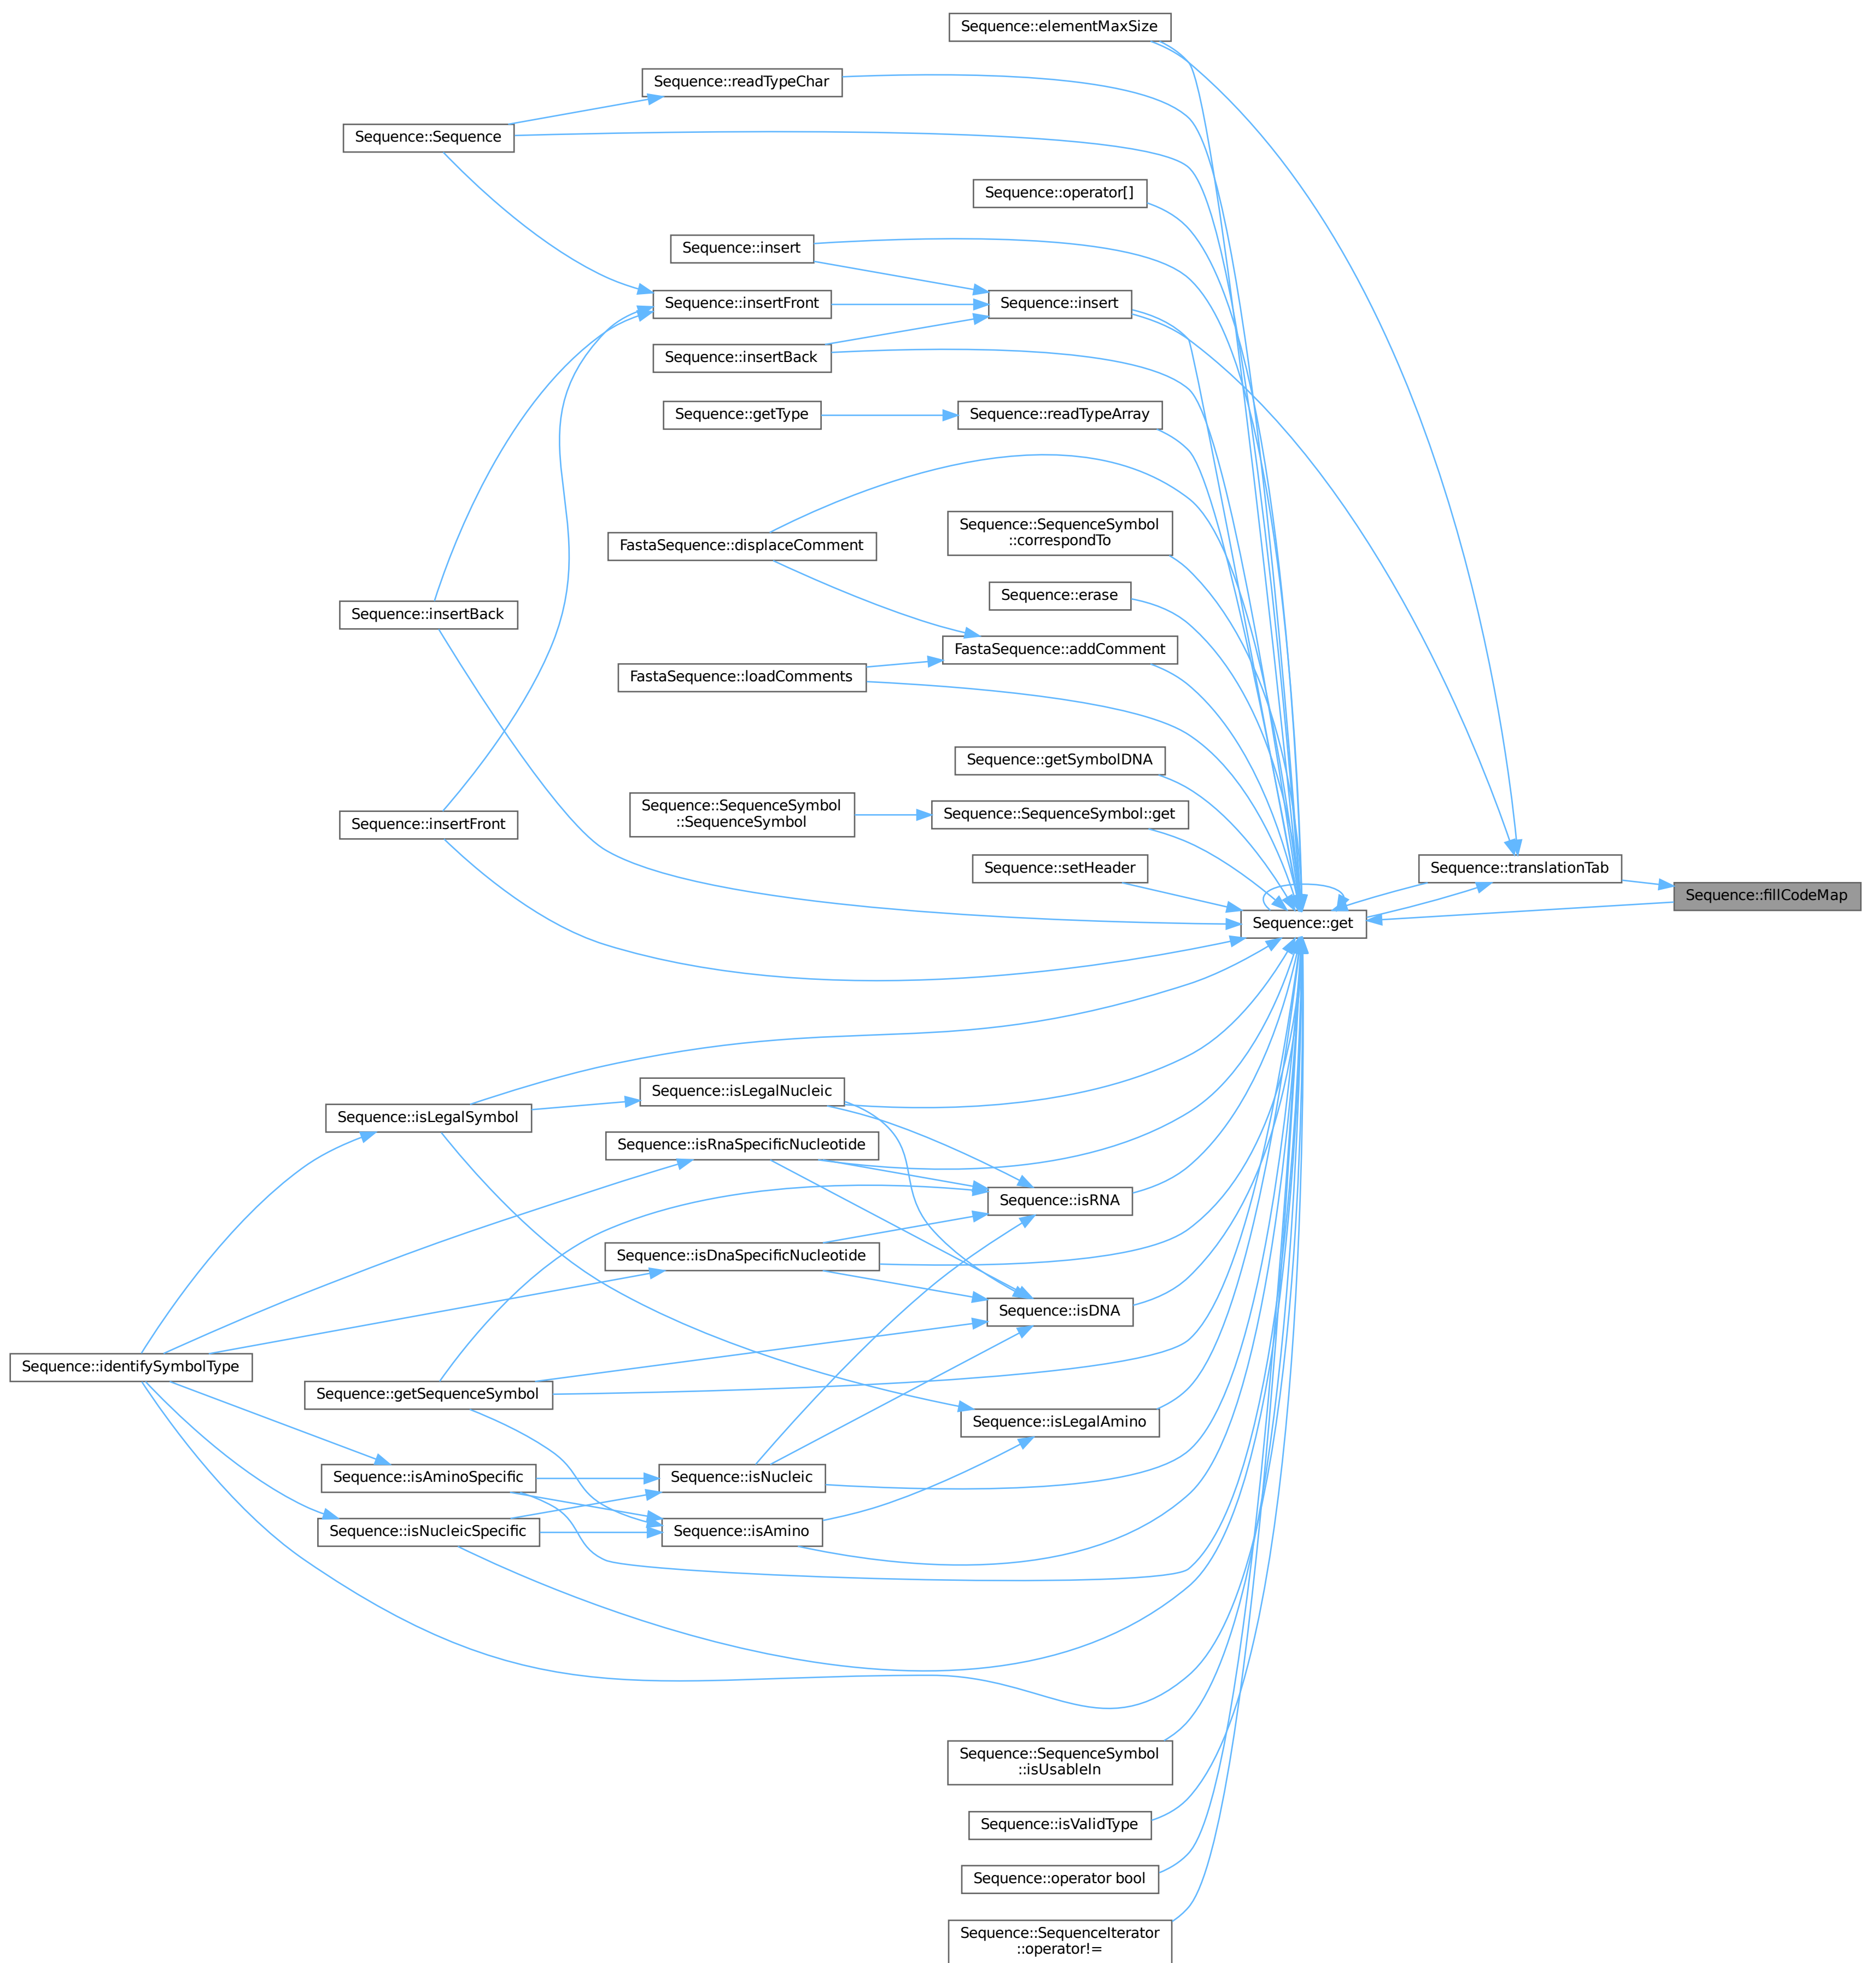 Sequence::elementMaxSize
Sequence::readTypeChar
Sequence::Sequence
Sequence::operator[]
Sequence::insert
Sequence::insertFront
Sequence::insert
Sequence::insertBack
Sequence::getType
Sequence::readTypeArray
Sequence::SequenceSymbol
::correspondTo
FastaSequence::displaceComment
Sequence::erase
Sequence::insertBack
FastaSequence::addComment
FastaSequence::loadComments
Sequence::getSymbolDNA
Sequence::SequenceSymbol
::SequenceSymbol
Sequence::SequenceSymbol::get
Sequence::insertFront
Sequence::setHeader
Sequence::translationTab
Sequence::fillCodeMap
Sequence::get
Sequence::isLegalNucleic
Sequence::isLegalSymbol
Sequence::isRnaSpecificNucleotide
Sequence::isRNA
Sequence::isDnaSpecificNucleotide
Sequence::isDNA
Sequence::identifySymbolType
Sequence::getSequenceSymbol
Sequence::isLegalAmino
Sequence::isAminoSpecific
Sequence::isNucleic
Sequence::isNucleicSpecific
Sequence::isAmino
Sequence::SequenceSymbol
::isUsableIn
Sequence::isValidType
Sequence::operator bool
Sequence::SequenceIterator
::operator!=